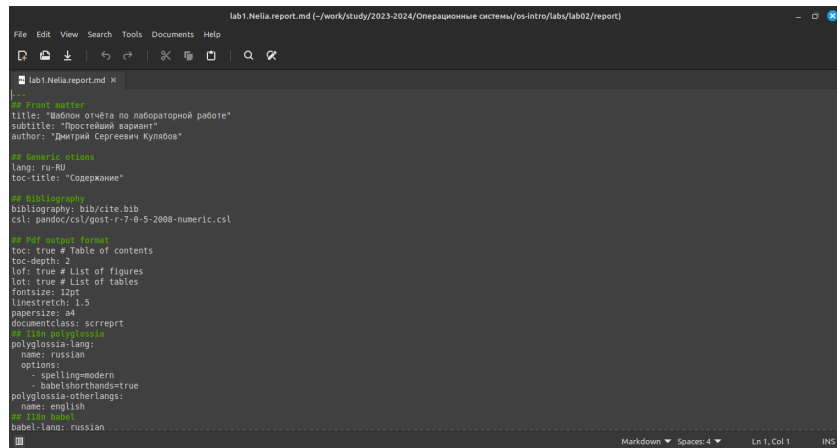 lab1.Nelia.report.md (~/work/study/2023-2024/Операционные системы/os-intro/labs/lab02/report)
File Edit View Search Tools Documents Help
lab1.Nelia.report.md
---
## Front matter
title: "Шаблон отчёта по лабораторной работе"
subtitle: "Простейший вариант"
author: "Дмитрий Сергеевич Кулябов"
## Generic otions
lang: ru-RU
toc-title: "Содержание"
## Bibliography
bibliography: bib/cite.bib
csl: pandoc/csl/gost-r-7-0-5-2008-numeric.csl
## Pdf output format
toc: true # Table of contents
toc-depth: 2
lof: true # List of figures
lot: true # List of tables
fontsize: 12pt
linestretch: 1.5
papersize: a4
documentclass: scrreprt
## I18n polyglossia
polyglossia-lang:
name: russian
options:
- spelling=modern
- babelshorthands=true
polyglossia-otherlangs:
name: english
## I18n babel
babel-lang: russian
Markdown Spaces: 4 Ln 1, Col 1 INS